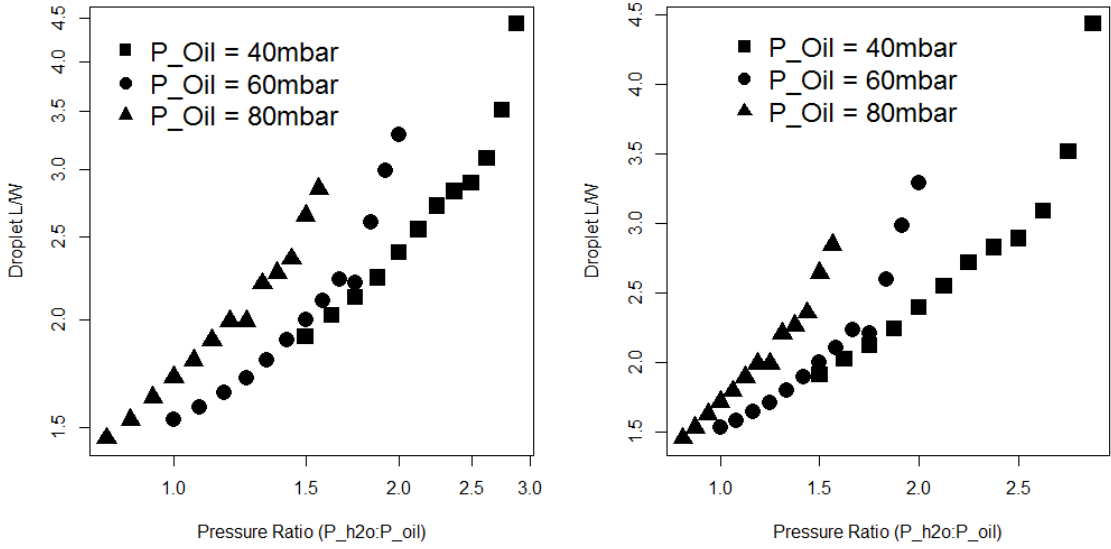 4.5
4.0
3.5
3.0
2.5
2.0
1.5
Droplet L/W
P_Oil = 40mbar
P_Oil = 60mbar
P_Oil = 80mbar
1.0 1.5 2.0 2.5 3.0
Pressure Ratio (P_h2o:P_oil)
4.5
4.0
3.5
3.0
2.5
2.0
1.5
Droplet L/W
P_Oil = 40mbar
P_Oil = 60mbar
P_Oil = 80mbar
1.0 1.5 2.0 2.5
Pressure Ratio (P_h2o:P_oil)